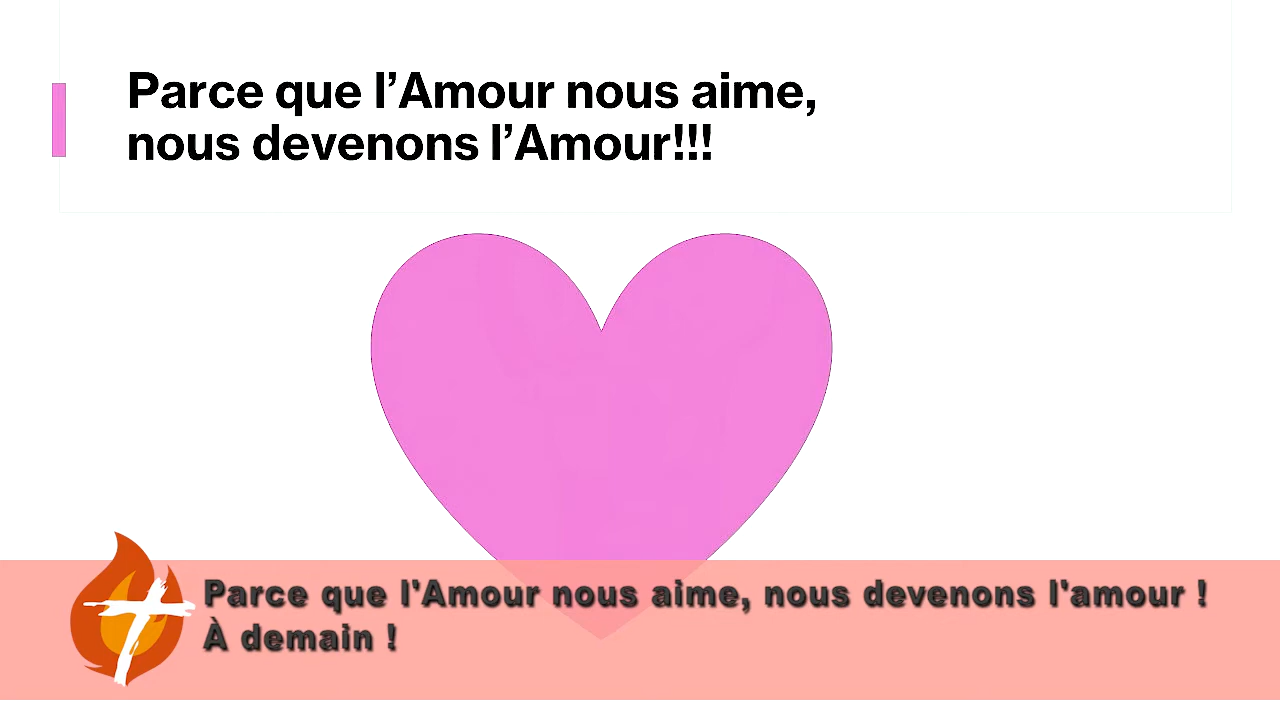 Parce que l’Amour nous aime,
nous devenons l’Amour!!!
Parce que l'Amour nous aime, nous devenons l'amour !
À demain !